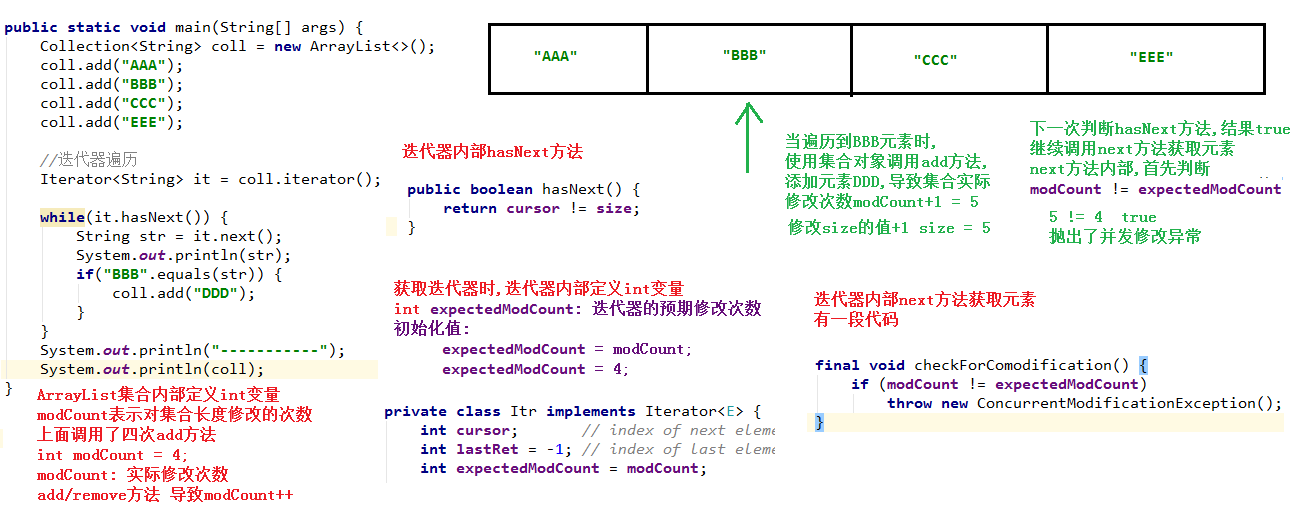 public static void main(String[] args) {
Collection<String> coll = new ArrayList<>();
coll.add("AAA");
coll.add("BBB");
coll.add("CCC");
coll.add("EEE");
//迭代器遍历
Iterator<String> it = coll.iterator();
while(it.hasNext()) {
String str = it.next();
System.out.println(str);
if("BBB".equals(str)) {
coll.add("DDD");
}
}
System.out.println("-----------");
System.out.println(coll);
}
ArrayList集合内部定义int变量
modCount表示对集合长度修改的次数
上面调用了四次add方法
int modCount = 4;
modCount: 实际修改次数
add/remove方法 导致modCount++
"AAA"
"BBB"
"CCC"
"EEE"
迭代器内部hasNext方法
public boolean hasNext() {
return cursor != size;
}
当遍历到BBB元素时,
使用集合对象调用add方法,
添加元素DDD,导致集合实际
修改次数modCount+1 = 5
修改size的值+1 size = 5
下一次判断hasNext方法,结果true
继续调用next方法获取元素
next方法内部,首先判断
modCount != expectedModCount
5 != 4 true
抛出了并发修改异常
获取迭代器时,迭代器内部定义int变量
int expectedModCount: 迭代器的预期修改次数
初始化值:
expectedModCount = modCount;
expectedModCount = 4;
private class Itr implements Iterator<E> {
int cursor; // index of next eleme
int lastRet = -1; // index of last eleme
int expectedModCount = modCount;
迭代器内部next方法获取元素
有一段代码
final void checkForComodification() {
if (modCount != expectedModCount)
throw new ConcurrentModificationException();
}